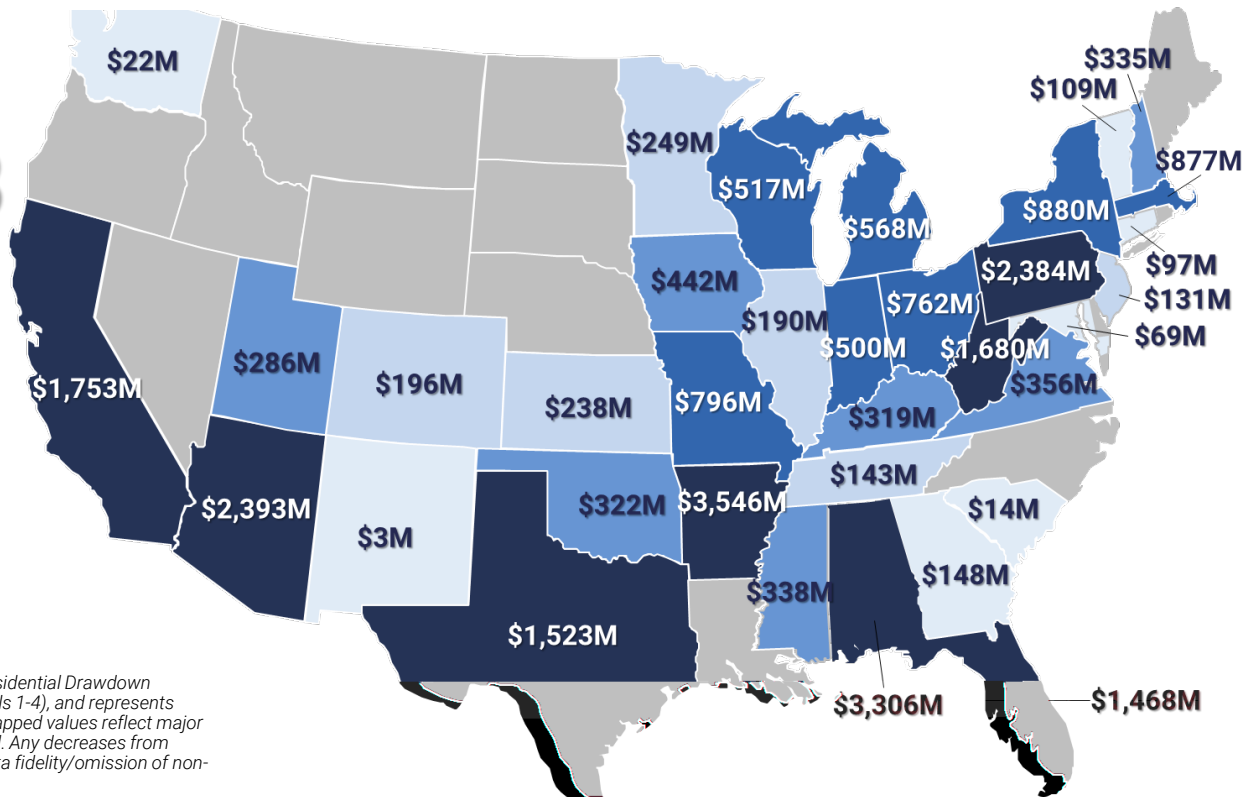 $335M
$22M
$109M
$249M
$877M
$517M
$880M
$568M
$2,384M
$97M
$442M
$762M
$131M
$190M
$69M
$500M
$1,680M
$286M
$196M
$356M
$1,753M
$796M
$238M
$319M
$143M
$322M
$3,546M
$2,393M
$14M
$3M
$148M
$338M
$1,523M
sidential Drawdown
ls 1-4), and represents
apped values reflect major
l. Any decreases from
ta fidelity/omission of non-
$3,306M
$1,468M